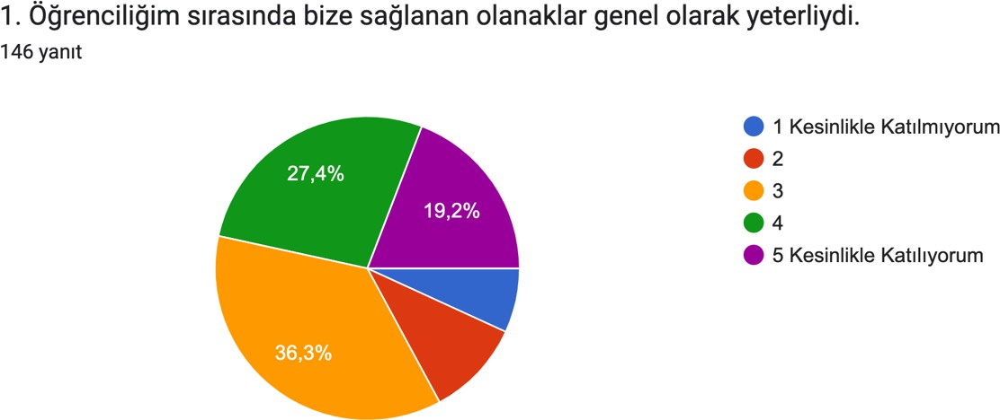 1. Öğrenciliğim sırasında bize sağlanan olanaklar genel olarak yeterliydi.
146 yanıt
27,4%
19,2%
36,3%
1 Kesinlikle Katılmıyorum
2
3
4
5 Kesinlikle Katılıyorum